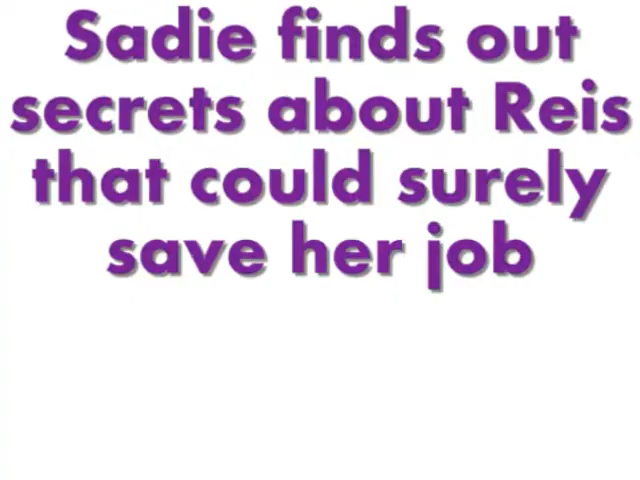 Sadie finds out
secrets about Reis
that could surely
save her job